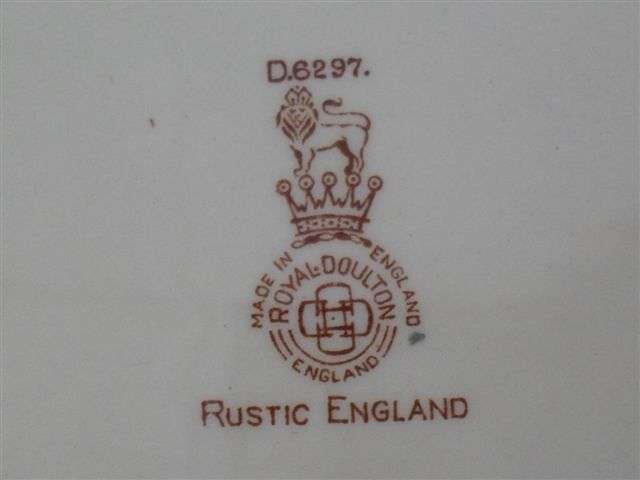 D.6297.
MADE IN ENGLAND
ROYAL DOULTON
ENGLAND
RUSTIC ENGLAND